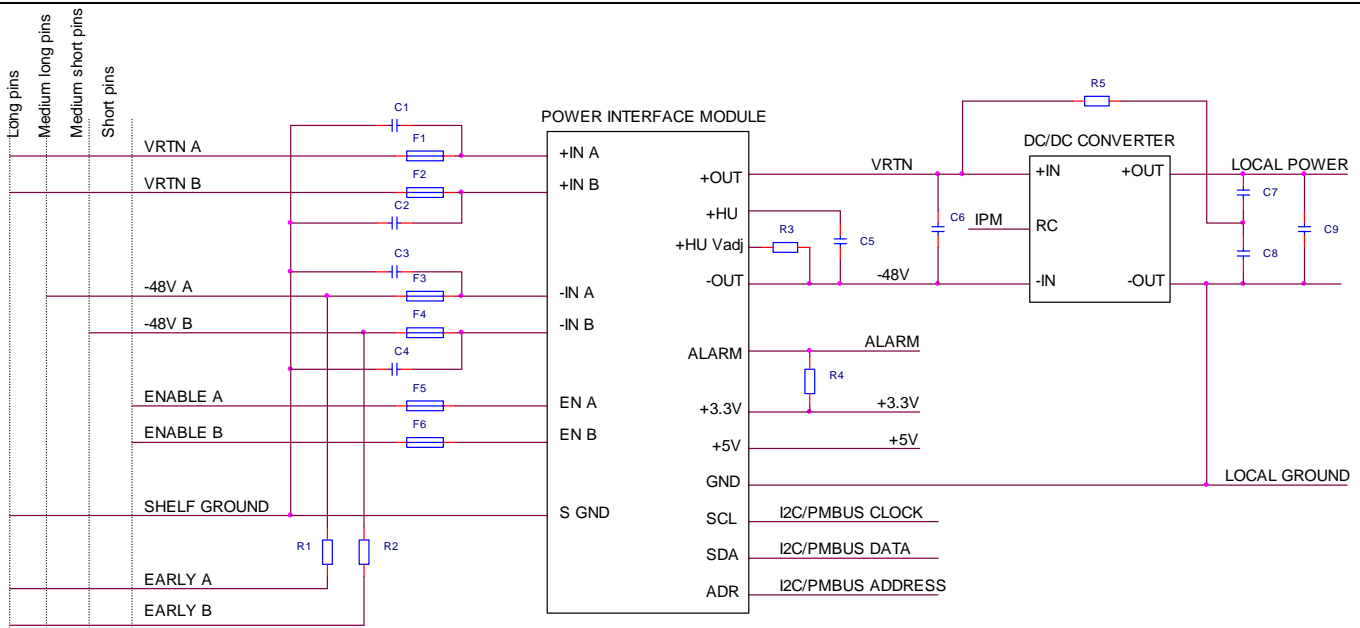 Long pins
Medium long pins
Medium short pins
Short pins
C1
F1
VRTN A
F2
VRTN B
C2
C3
F3
-48V A
F4
-48V B
C4
F5
ENABLE A
F6
ENABLE B
SHELF GROUND
R1
R2
EARLY A
EARLY B
POWER INTERFACE MODULE
+IN A
+IN B
-IN A
-IN B
EN A
EN B
S GND
+OUT
+HU
+HU Vadj
-OUT
ALARM
+3.3V
+5V
GND
SCL
SDA
ADR
VRTN
R3
C5
C6
-48V
ALARM
R4
+3.3V
+5V
I2C/PMBUS CLOCK
I2C/PMBUS DATA
I2C/PMBUS ADDRESS
R5
DC/DC CONVERTER
+IN
+OUT
IPM
RC
-IN
-OUT
LOCAL POWER
C7
C8
C9
LOCAL GROUND